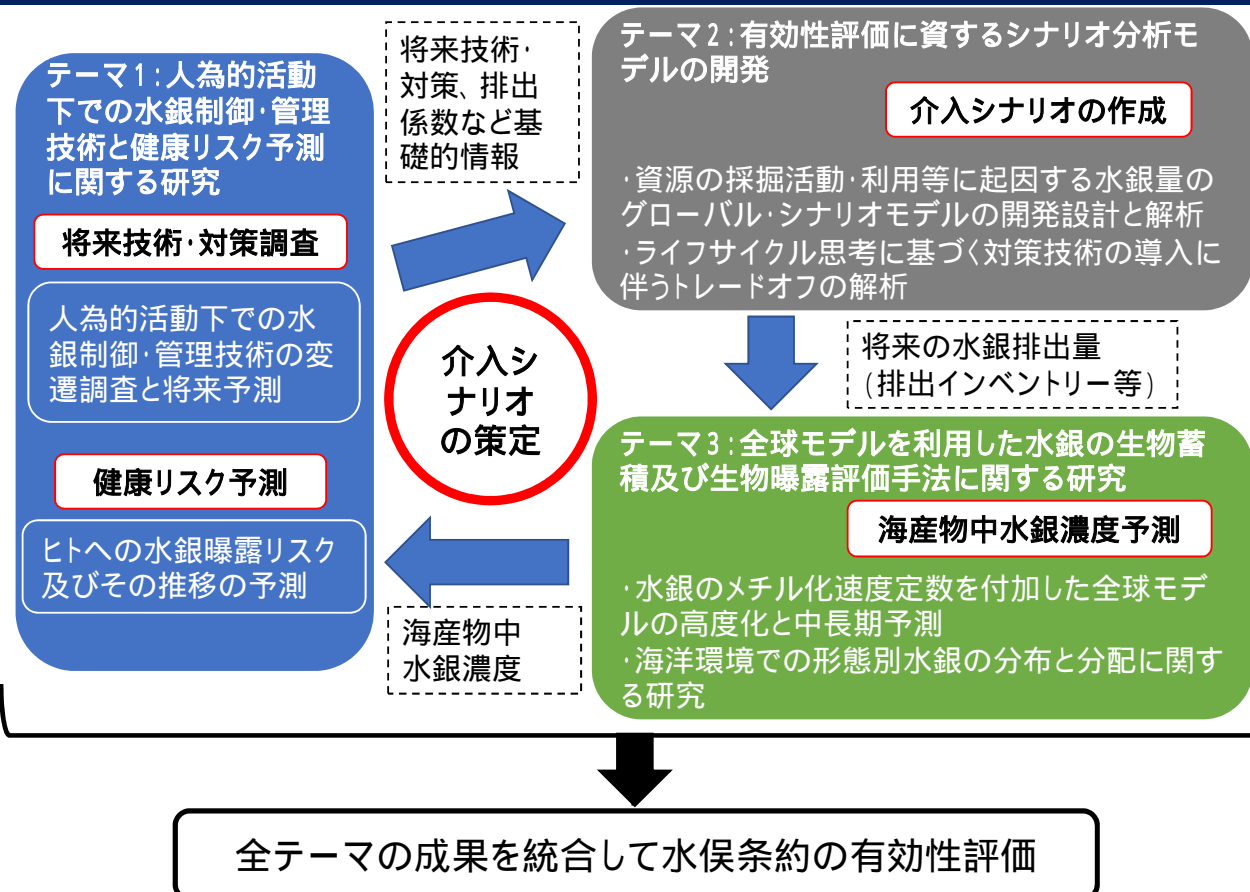 テーマ1:人為的活動
下での水銀制御・管理
技術と健康リスク予測
に関する研究
将来技術・対策調査
人為的活動下での水
銀制御・管理技術の変
遷調査と将来予測
健康リスク予測
ヒトへの水銀曝露リスク
及びその推移の予測
将来技術・
対策、排出
係数など基
礎的情報
介入シ
ナリオ
の策定
海産物中
水銀濃度
テーマ2:有効性評価に資するシナリオ分析モ
デルの開発
介入シナリオの作成
・資源の採掘活動・利用等に起因する水銀量の
グローバル・シナリオモデルの開発設計と解析
・ライフサイクル思考に基づく対策技術の導入に
伴うトレードオフの解析
将来の水銀排出量
(排出インベントリー等)
テーマ3:全球モデルを利用した水銀の生物蓄
積及び生物曝露評価手法に関する研究
海産物中水銀濃度予測
・水銀のメチル化速度定数を付加した全球モデ
ルの高度化と中長期予測
・海洋環境での形態別水銀の分布と分配に関す
る研究
全テーマの成果を統合して水俣条約の有効性評価